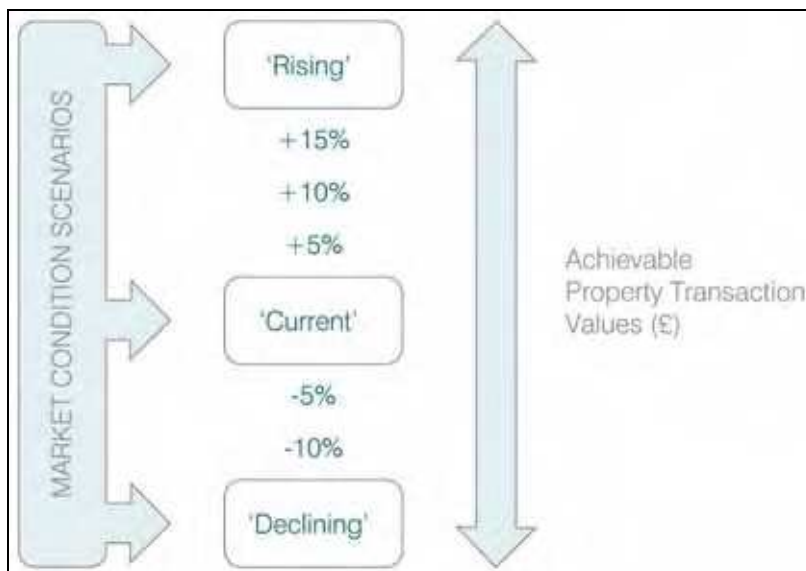 MARKET CONDITION SCENARIOS
'Rising'
+15%
+10%
+5%
'Current'
-5%
-10%
'Declining'
Achievable
Property Transaction
Values (£)